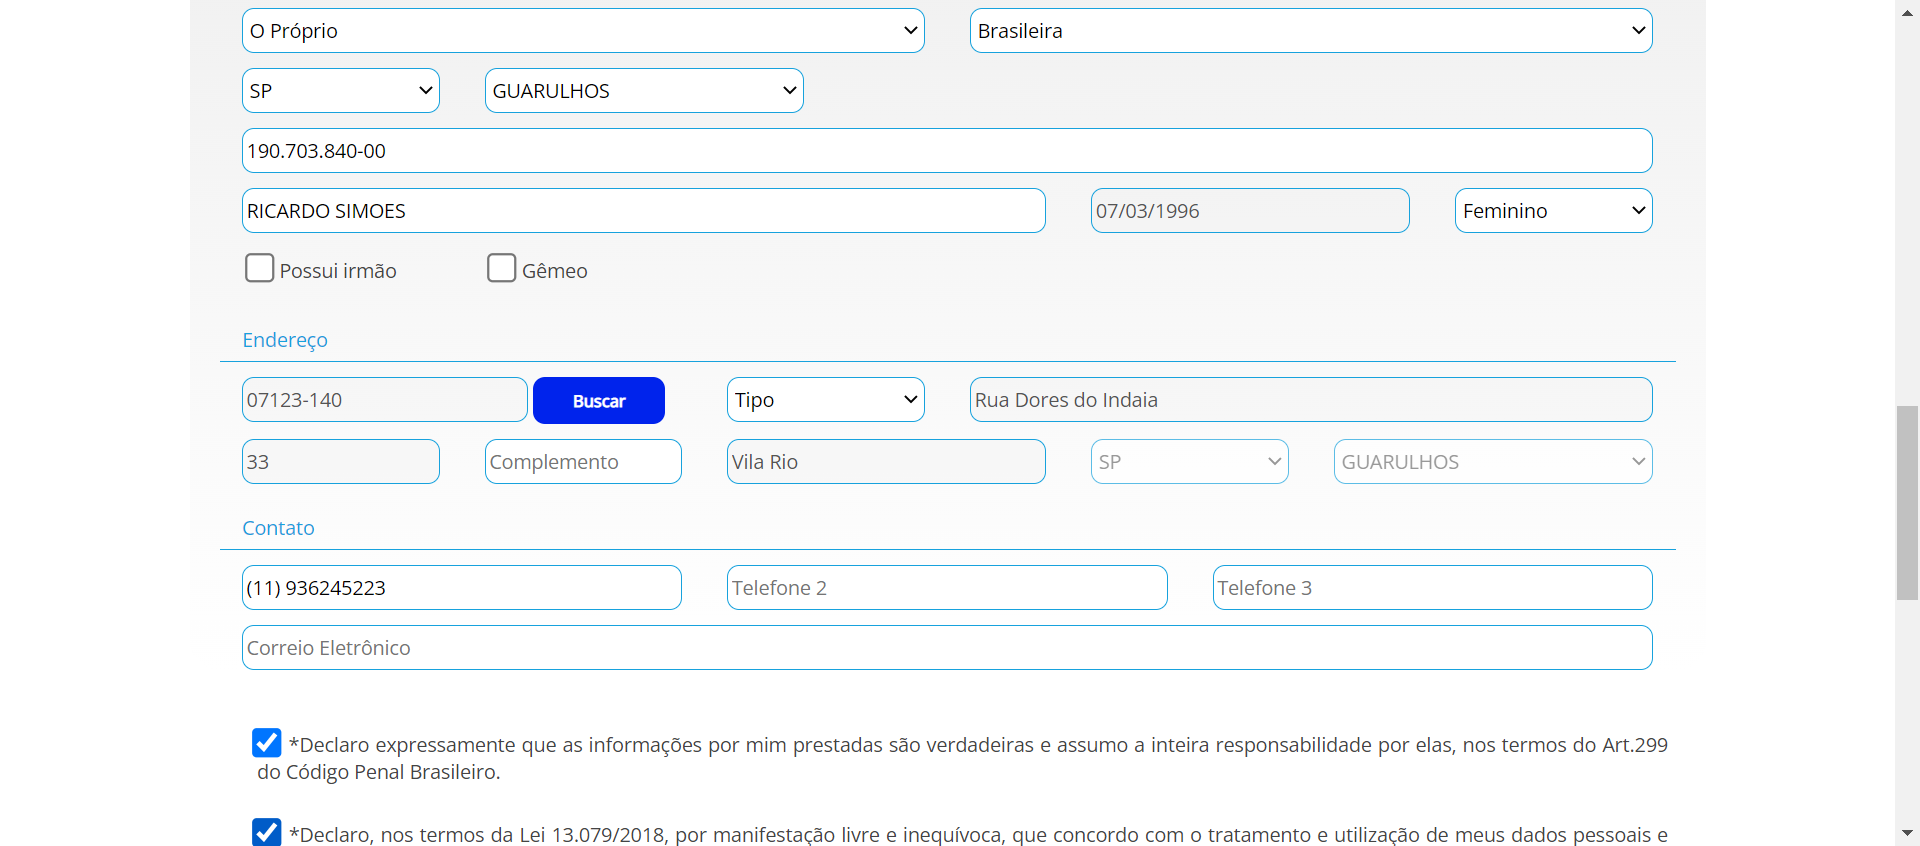 O Próprio Brasileira
SP GUARULHOS
190.703.840-00
RICARDO SIMOES 07/03/1996 Feminino
Possui irmão Gêmeo
Endereço
07123-140 Buscar Tipo Rua Dores do Indaia
33 Complemento Vila Rio SP GUARULHOS
Contato
(11) 936245223 Telefone 2 Telefone 3
Correio Eletrônico
*Declaro expressamente que as informações por mim prestadas são verdadeiras e assumo a inteira responsabilidade por elas, nos termos do Art.299
do Código Penal Brasileiro.
*Declaro, nos termos da Lei 13.079/2018, por manifestação livre e inequívoca, que concordo com o tratamento e utilização de meus dados pessoais e